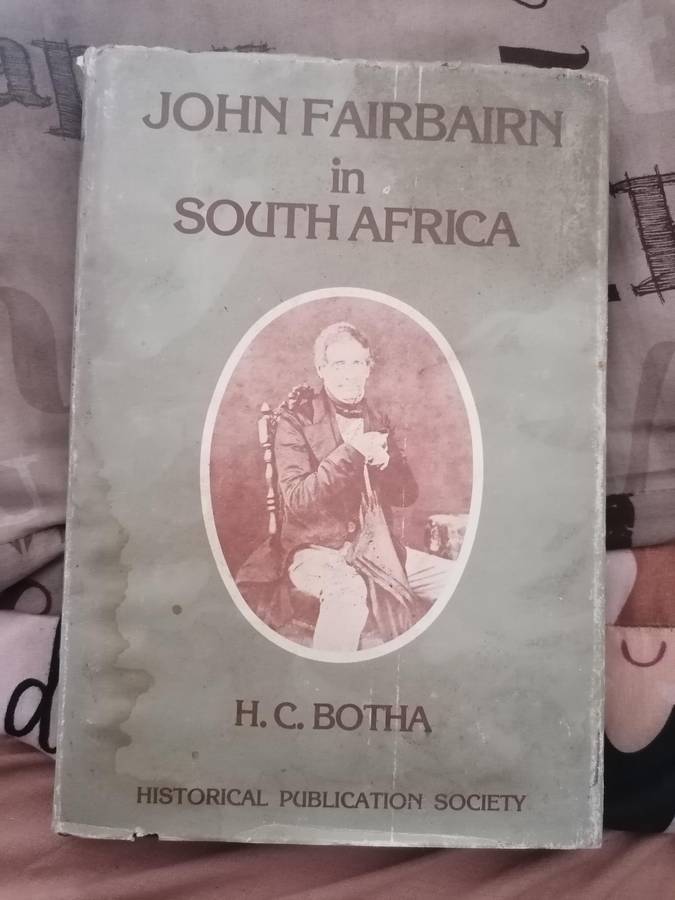 JOHN FAIRBAIRN
in
SOUTH AFRICA
H. C. BOTHA
HISTORICAL PUBLICATION SOCIETY